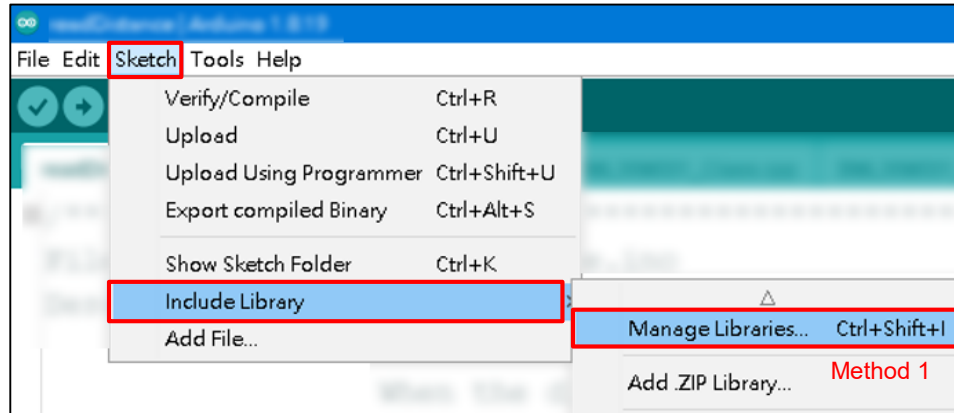 File Edit Sketch Tools Help
Verify/Compile Ctrl+R
Upload Ctrl+U
Upload Using Programmer Ctrl+Shift+U
Export compiled Binary Ctrl+Alt+S
Show Sketch Folder Ctrl+K
Include Library
Add File...
△
Manage Libraries... Ctrl+Shift+I
Method 1
Add .ZIP Library...